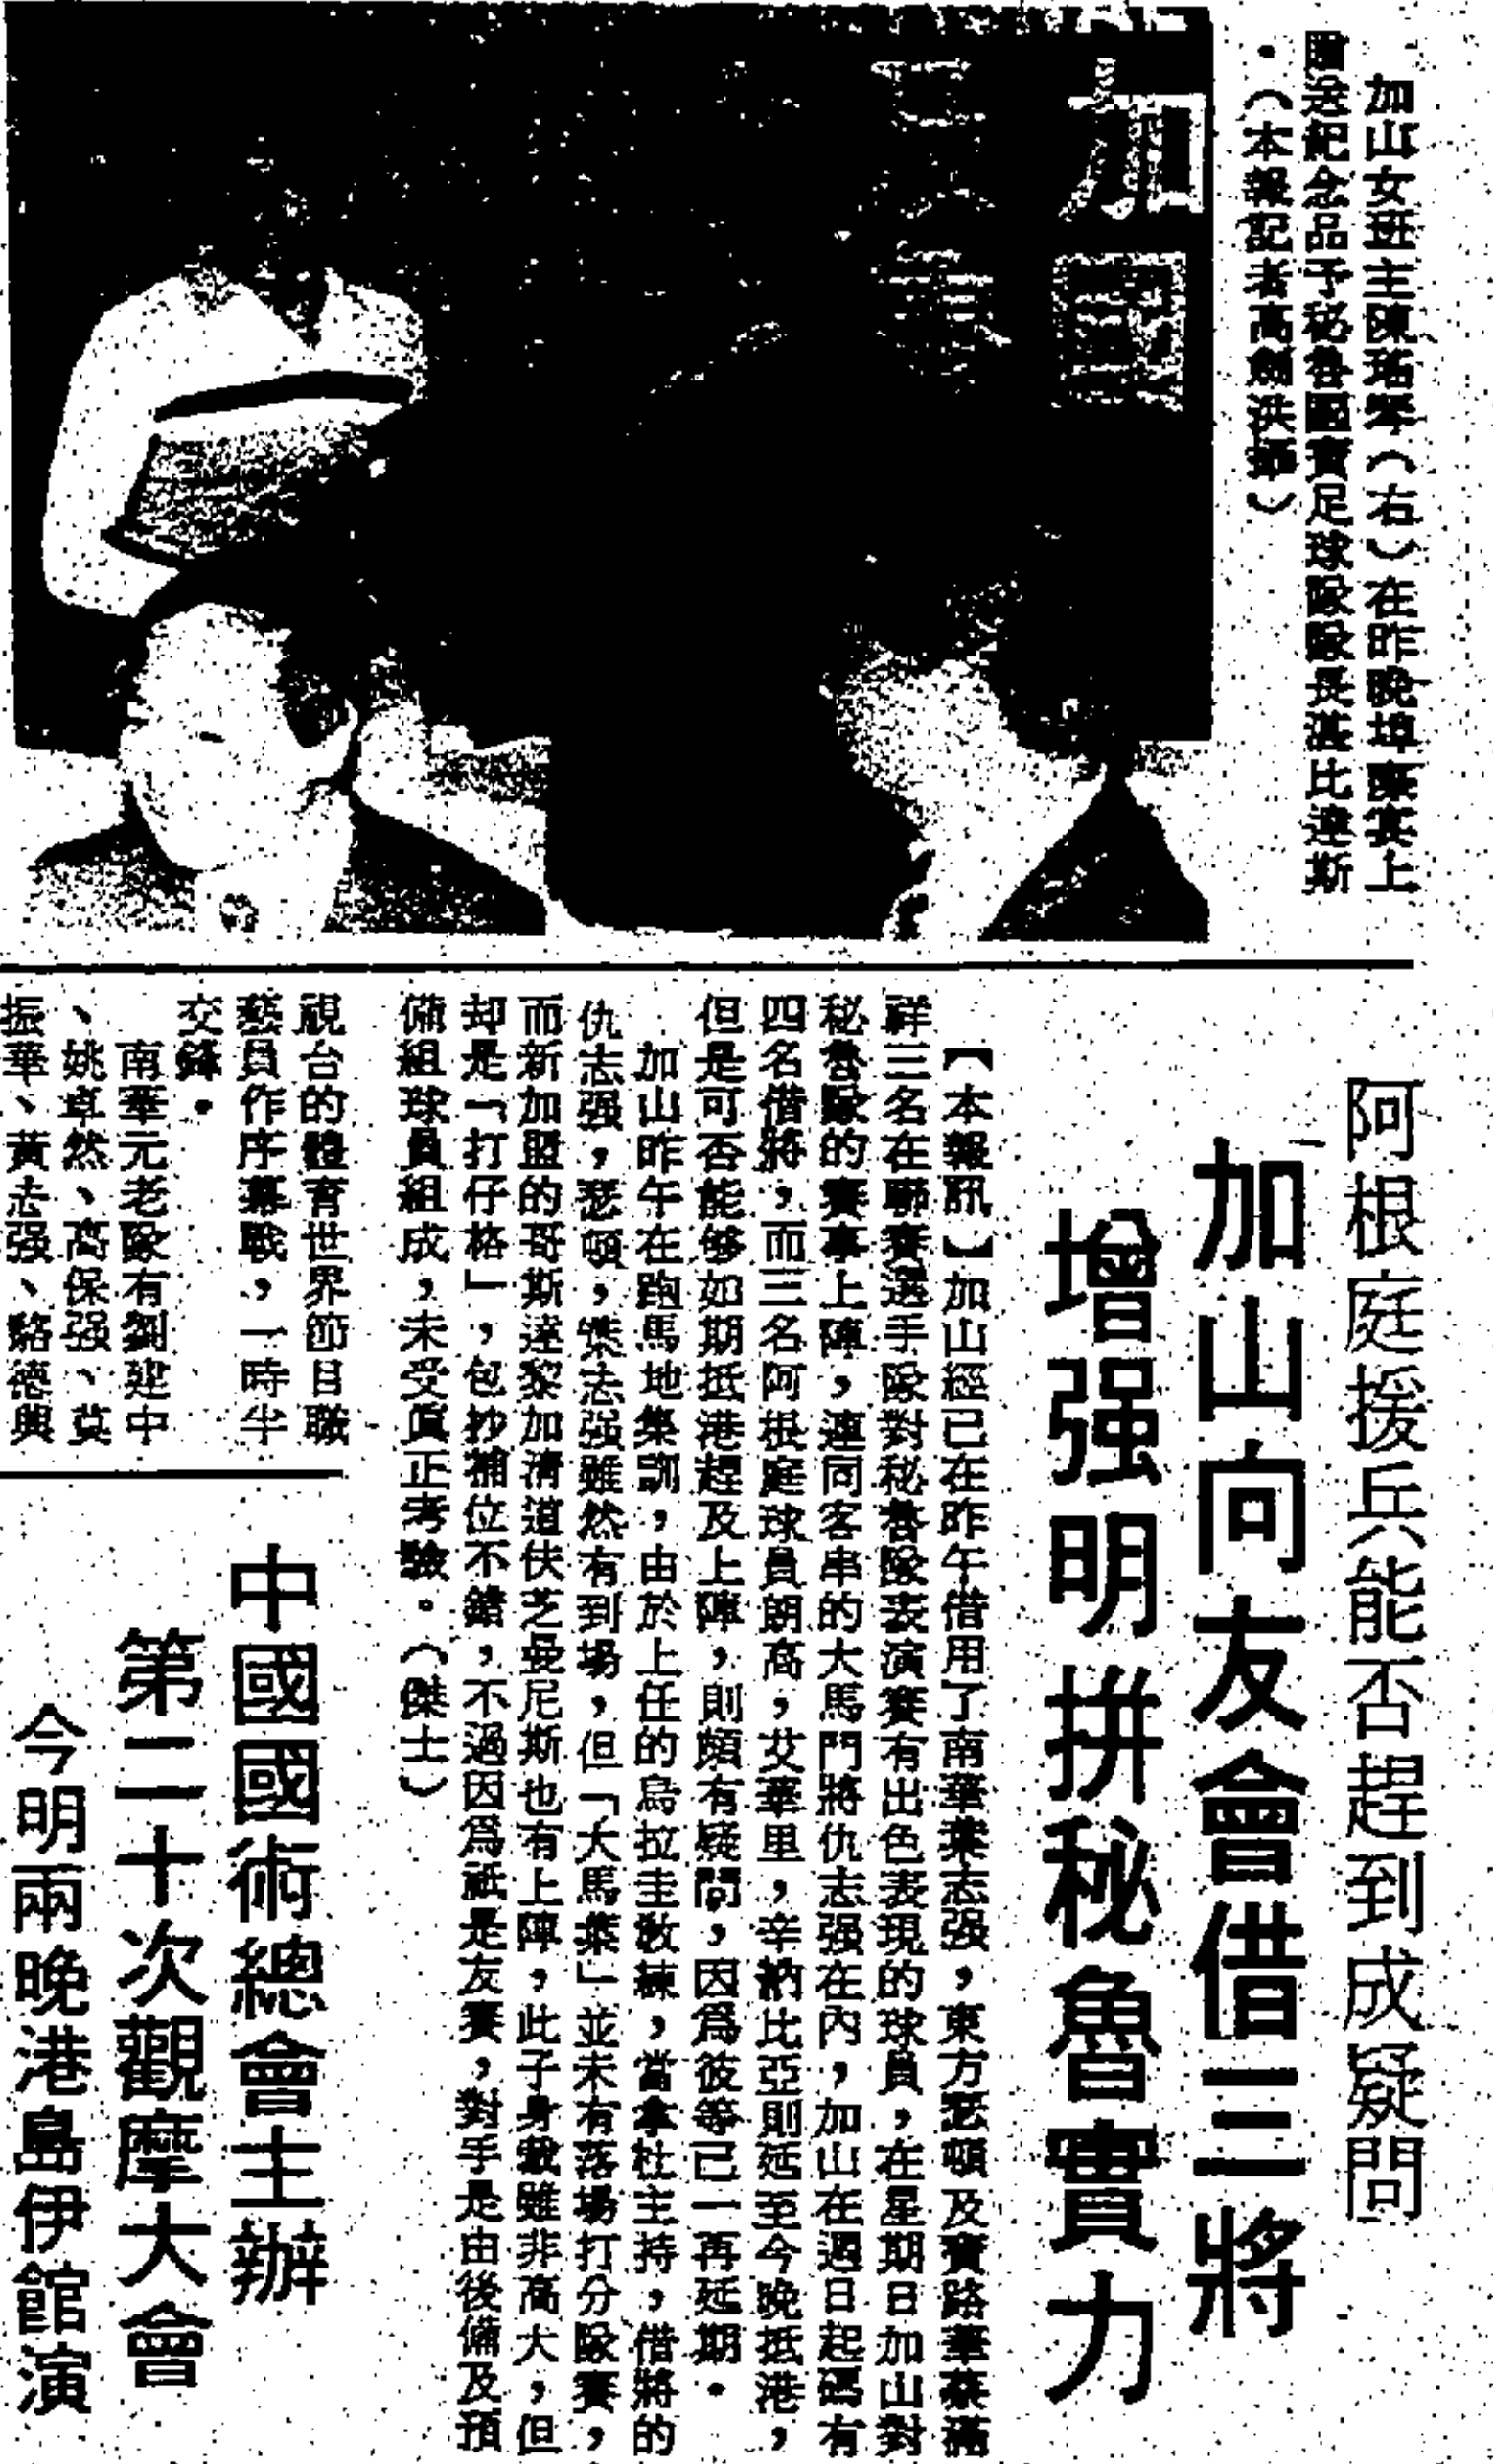 加山女班主陳瑤琴（右）在昨晚埠豪宴上
回送紀念品予秘魯國賓足球隊隊長湛比達斯
。（本報記者高劍洪攝）
加
國
阿根庭援兵能否趕到成疑問
加山向友會借三將
增强明拼秘魯實力
【本報訊】加山經已在昨午借用了南華葉志强，東方瑟頓及寶路華蔡滿
祥三名在聯賽選手隊對秘魯隊表演賽有出色表現的球員，在星期日加山對
秘魯隊的賽事上陣，連同客串的大馬門將仇志强在內，加山在週日起碼有
四名借將，而三名阿根庭球員朗高，艾華里，辛納比亞則延至今晚抵港，
但是可否能够如期抵港趕及上陣，則頗有疑問，因爲彼等已一再延期。
加山昨午在跑馬地集訓，由於上任的烏拉圭敎練，當拿杜主持，借將的
仇志强，瑟頓，葉志强雖然有到場，但「大馬葉」並未有落場打分隊賽，
而新加盟的哥斯達黎加清道伕芝曼尼斯也有上陣，此子身裁雖非高大，但
却是「打仔格」，包抄補位不錯，不過因爲祇是友賽，對手是由後備及預
備組球員組成，未受眞正考驗。（傑士）
視台的體育世界節目職
藝員作序幕戰，一時半
交鋒。
南華元老隊有劉建中
、姚卓然、高保强、莫
振華、黃志强、駱德興
中國國術總會主辦
第二十次觀摩大會
今明兩晚港島伊館演